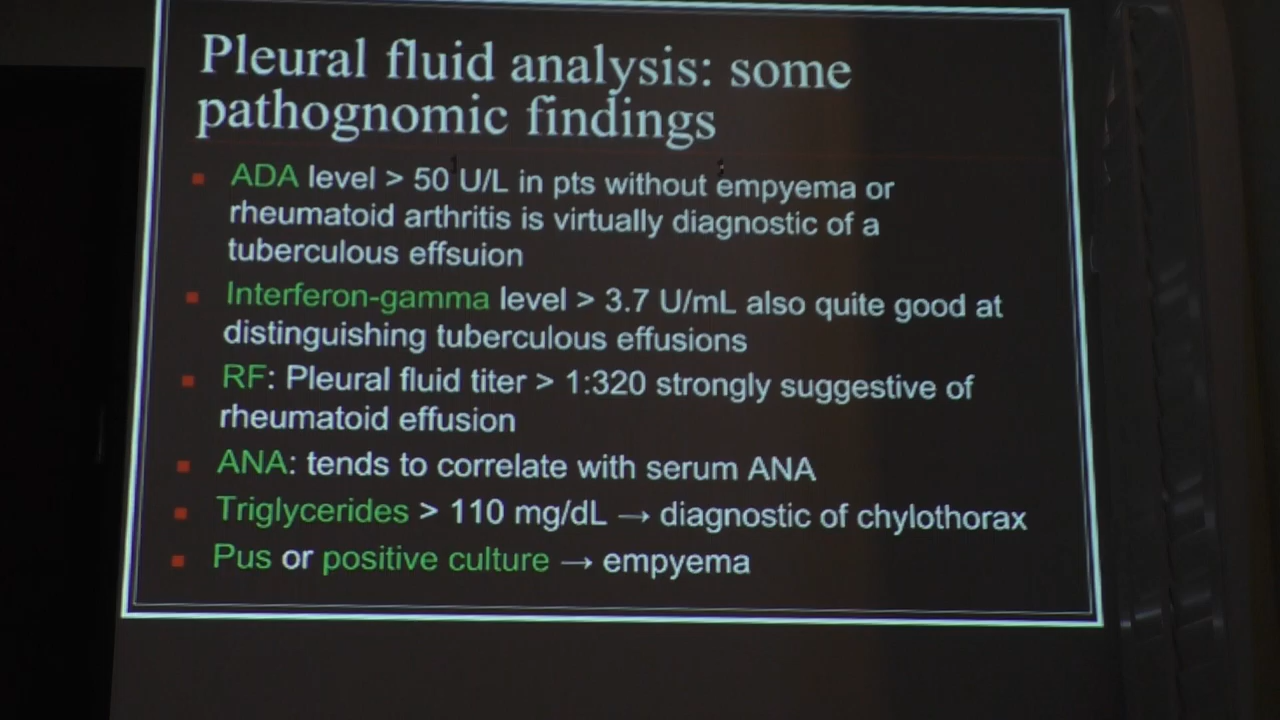 Pleural fluid analysis: some
pathognomic findings
ADA level > 50 U/L in pts without empyema or
rheumatoid arthritis is virtually diagnostic of a
tuberculous effsuion
Interferon-gamma level > 3.7 U/mL also quite good at
distinguishing tuberculous effusions
RF: Pleural fluid titer > 1:320 strongly suggestive of
rheumatoid effusion
ANA: tends to correlate with serum ANA
Triglycerides > 110 mg/dL → diagnostic of chylothorax
Pus or positive culture → empyema